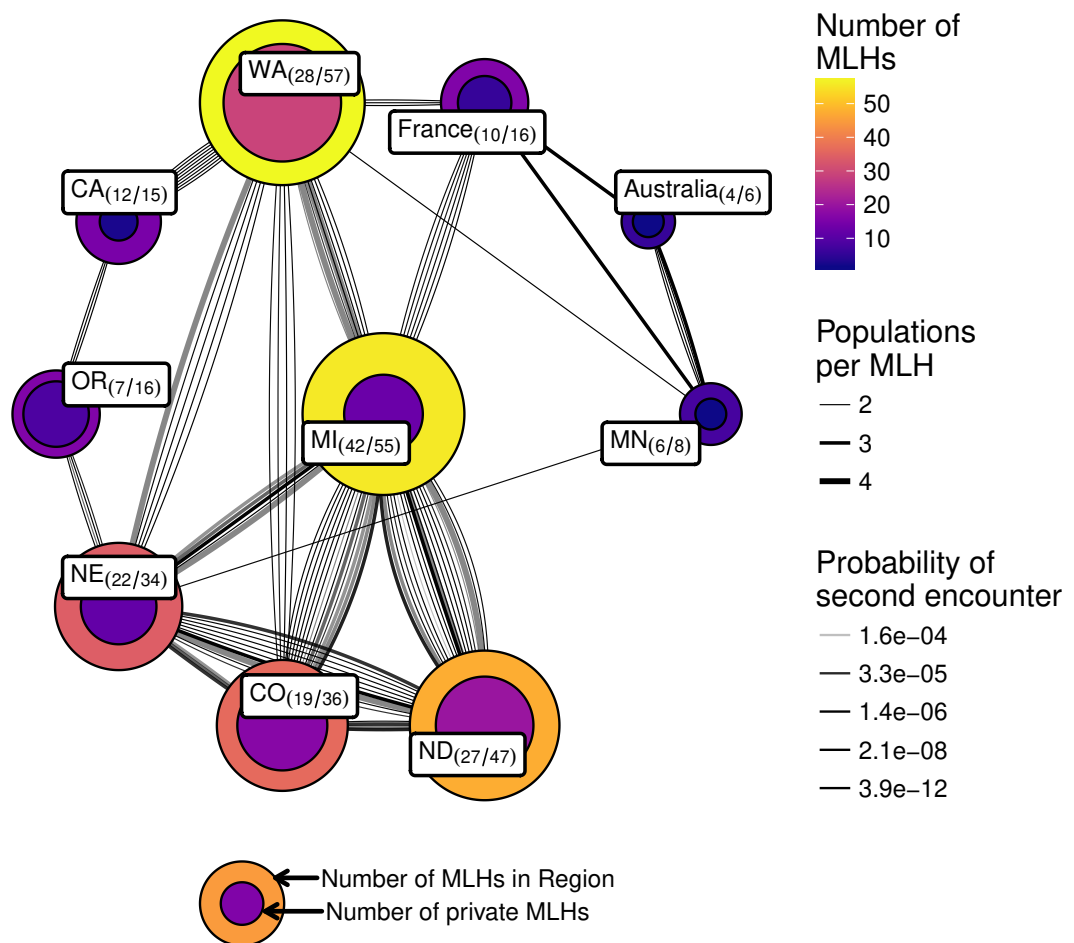 WA(28/57)
France(10/16)
CA(12/15)
Australia(4/6)
OR(7/16)
MI(42/55)
MN(6/8)
NE(22/34)
CO(19/36)
ND(27/47)
Number of MLHs in Region
Number of private MLHs
Number of
MLHs
50
40
30
20
10
Populations
per MLH
2
3
4
Probability of
second encounter
1.6e−04
3.3e−05
1.4e−06
2.1e−08
3.9e−12